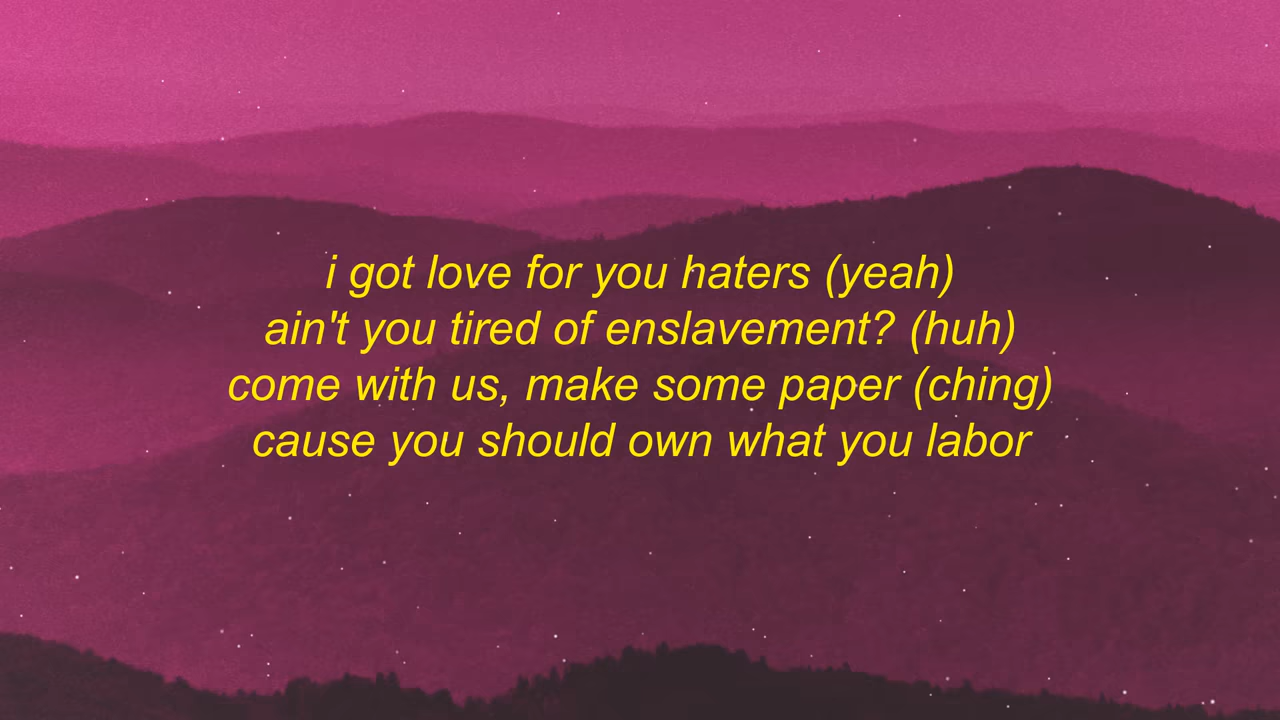 i got love for you haters (yeah)
ain't you tired of enslavement? (huh)
come with us, make some paper (ching)
cause you should own what you labor